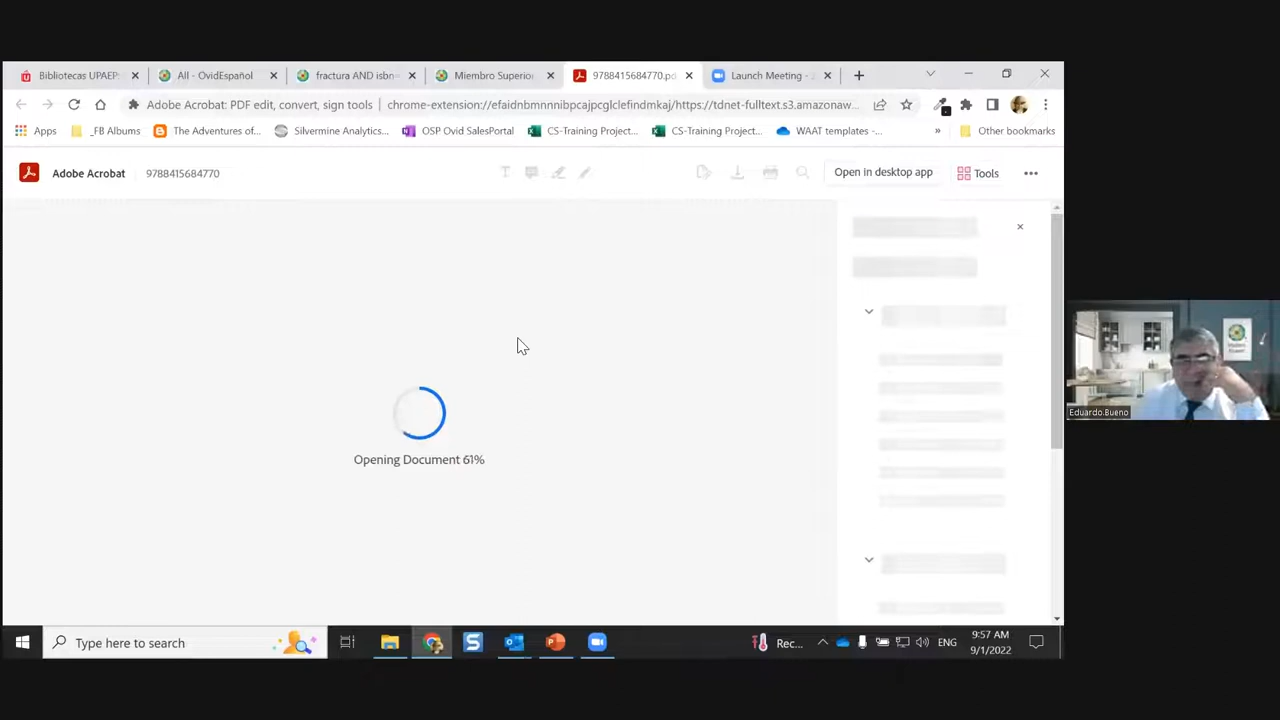 Bibliotecas UPAEP:
All - OvidEspañol
fractura AND isbn
Miembro Superio
9788415684770.pd
Launch Meeting -
Adobe Acrobat: PDF edit, convert, sign tools
chrome-extension://efaidnbmnnnibpcajpcglclefindmkaj/https://tdnet-fulltext.s3.amazonaw...
Apps
_FB Albums
The Adventures of...
Silvermine Analytics...
OSP Ovid SalesPortal
CS-Training Project...
CS-Training Project...
WAAT templates -...
»
Other bookmarks
Adobe Acrobat
9788415684770
Open in desktop app
Tools
Opening Document 61%
Eduardo.Bueno
Type here to search
Rec...
ENG
9:57 AM
9/1/2022